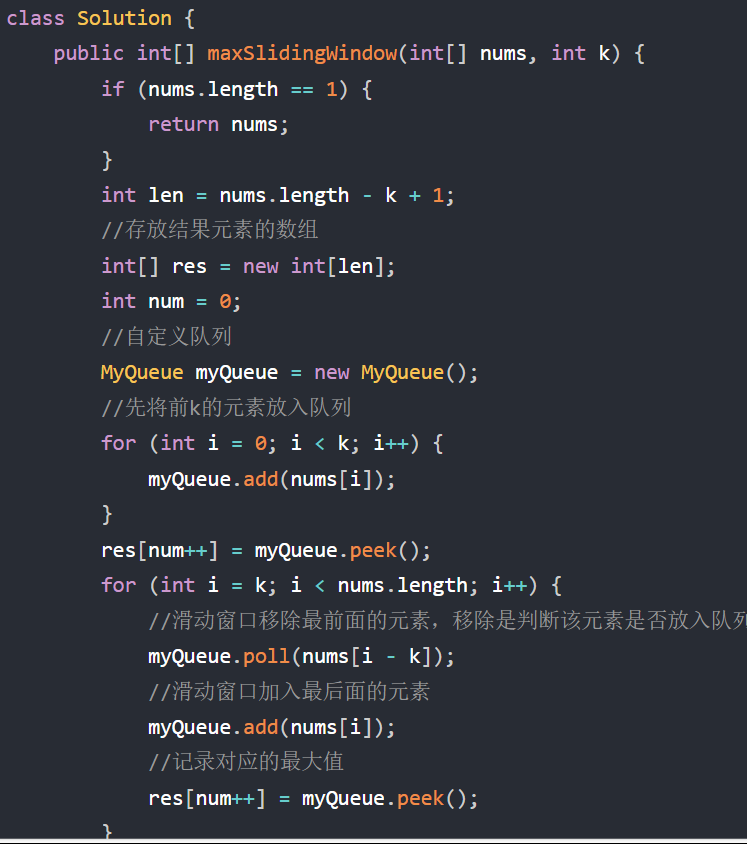 class Solution {
    public int[] maxSlidingWindow(int[] nums, int k) {
        if (nums.length == 1) {
            return nums;
        }
        int len = nums.length - k + 1;
        //存放结果元素的数组
        int[] res = new int[len];
        int num = 0;
        //自定义队列
        MyQueue myQueue = new MyQueue();
        //先将前k的元素放入队列
        for (int i = 0; i < k; i++) {
            myQueue.add(nums[i]);
        }
        res[num++] = myQueue.peek();
        for (int i = k; i < nums.length; i++) {
            //滑动窗口移除最前面的元素，移除是判断该元素是否放入队列
            myQueue.poll(nums[i - k]);
            //滑动窗口加入最后面的元素
            myQueue.add(nums[i]);
            //记录对应的最大值
            res[num++] = myQueue.peek();
        }